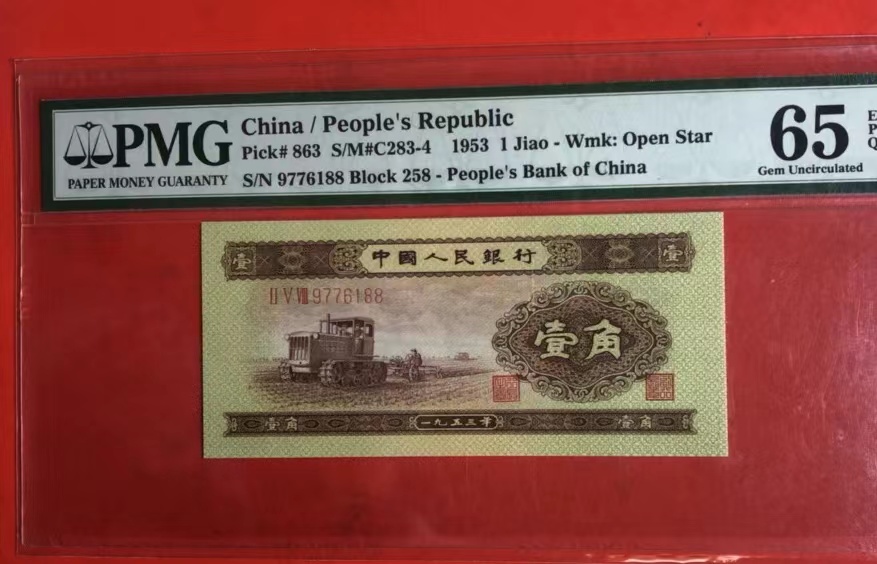 PMG
PAPER MONEY GUARANTY
China / People's Republic
Pick# 863 S/M#C283-4 1953 1 Jiao - Wmk: Open Star
S/N 9776188 Block 258 - People's Bank of China
65
Gem Uncirculated
E
P
Q
壹 中國人民銀行 壹
II V VIII 9776188
壹角
壹角 一九五三年 壹角